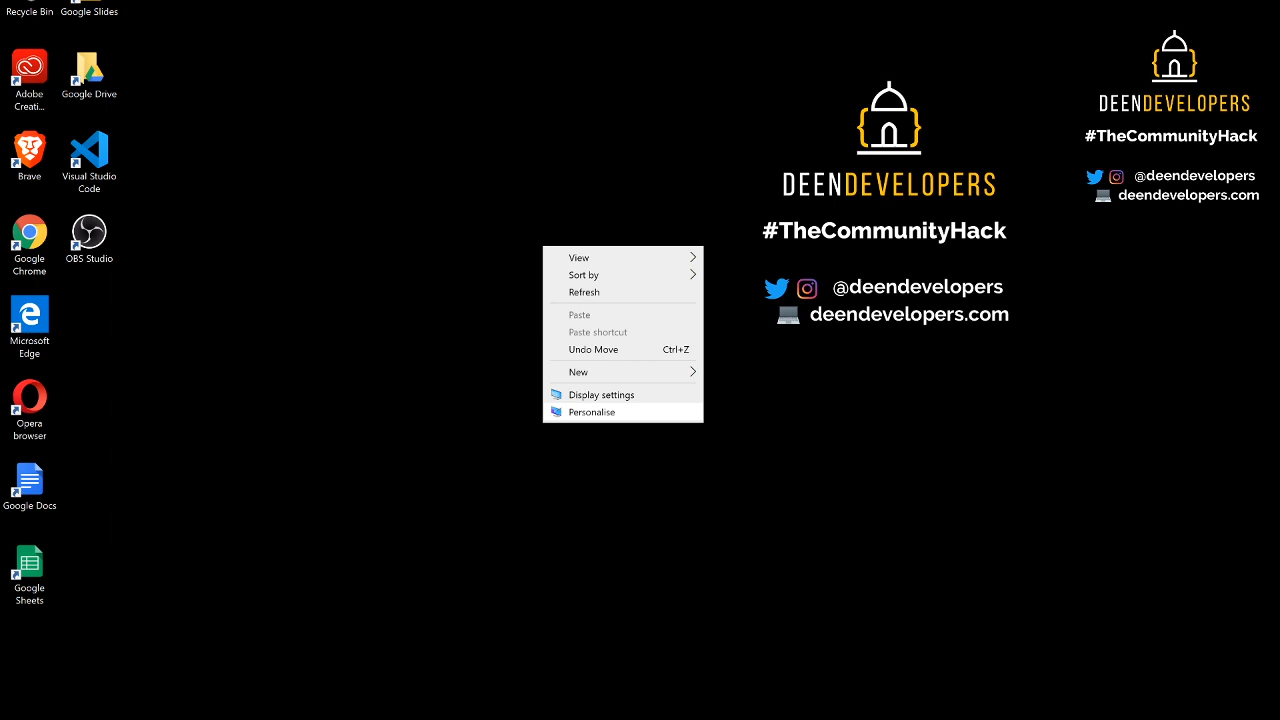 Recycle Bin
Google Slides
Adobe
Creati...
Google Drive
Brave
Visual Studio
Code
Google
Chrome
OBS Studio
Microsoft
Edge
Opera
browser
Google Docs
Google
Sheets
View
Sort by
Refresh
Paste
Paste shortcut
Undo Move Ctrl+Z
New
Display settings
Personalise
DEENDEVELOPERS
#TheCommunityHack
@deendevelopers
deendevelopers.com
DEENDEVELOPERS
#TheCommunityHack
@deendevelopers
deendevelopers.com